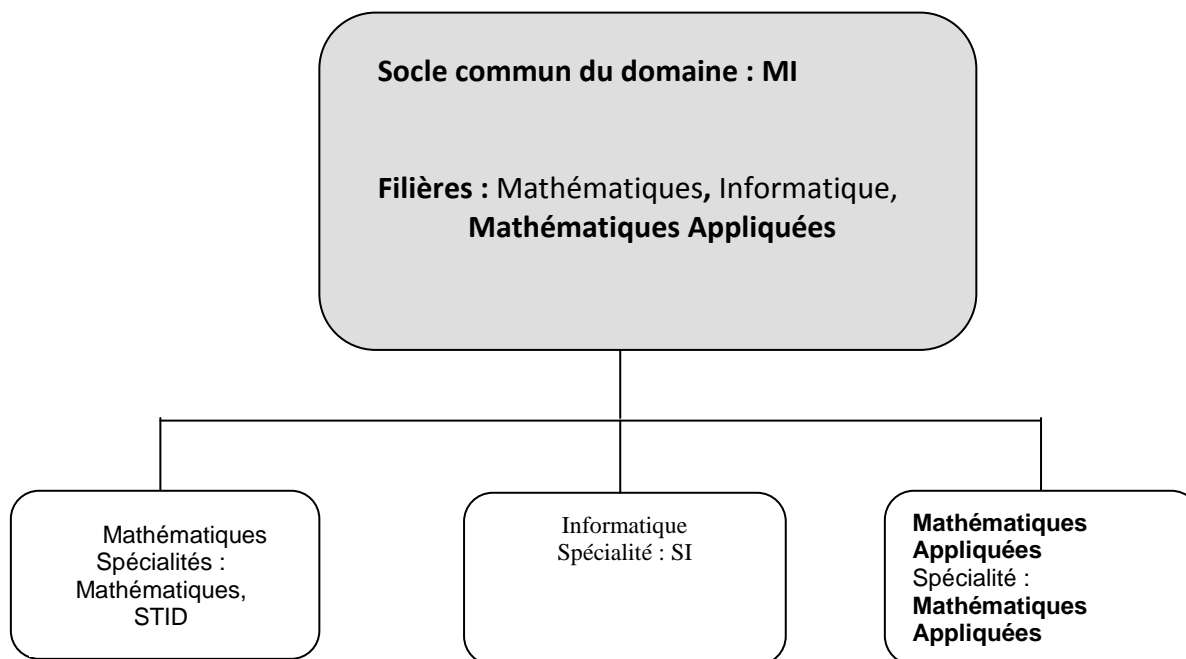 Socle commun du domaine : MI
Filières : Mathématiques, Informatique,
Mathématiques Appliquées
Mathématiques
Spécialités :
Mathématiques,
STID
Informatique
Spécialité : SI
Mathématiques
Appliquées
Spécialité :
Mathématiques
Appliquées